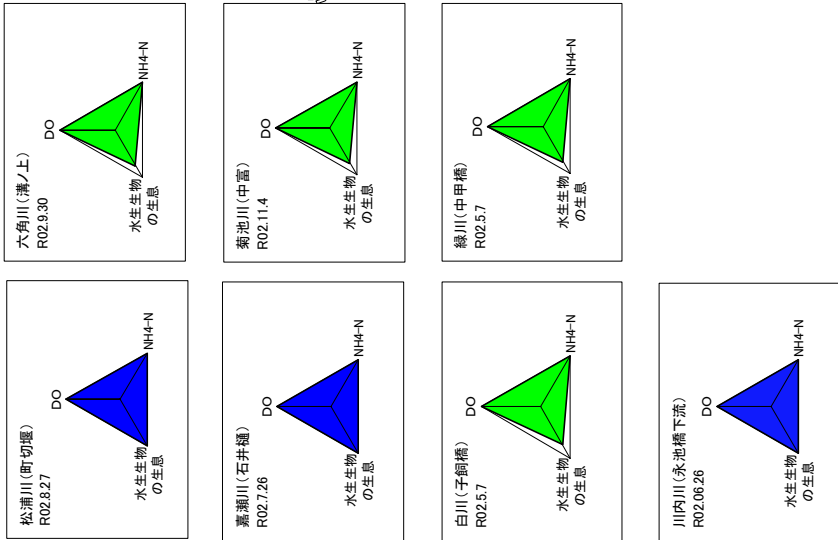 六角川（溝ノ上）
R02.9.30
DO
NH4-N
水生生物
の生息
菊池川（中富）
R02.11.4
DO
NH4-N
水生生物
の生息
緑川（中甲橋）
R02.5.7
DO
NH4-N
水生生物
の生息
松浦川（町切堰）
R02.8.27
DO
NH4-N
水生生物
の生息
嘉瀬川（石井樋）
R02.7.26
DO
NH4-N
水生生物
の生息
白川（子飼橋）
R02.5.7
DO
NH4-N
水生生物
の生息
川内川（永池橋下流）
R02.06.26
DO
NH4-N
水生生物
の生息